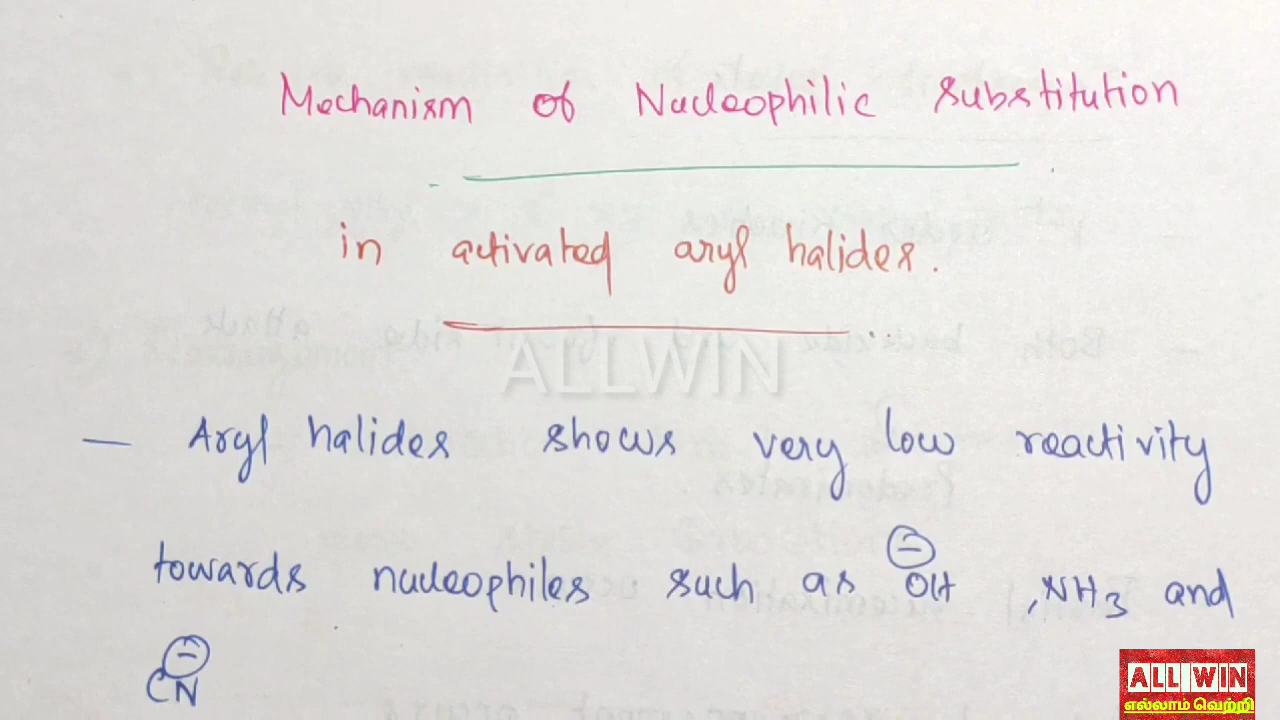 Mechanism of Nucleophilic substitution
in activated aryl halides.
ALLWIN
— Aryl halides shows very low reactivity
towards nucleophiles such as ⊖OH , NH3 and
CN⊖
ALL WIN
எல்லாம் வெற்றி